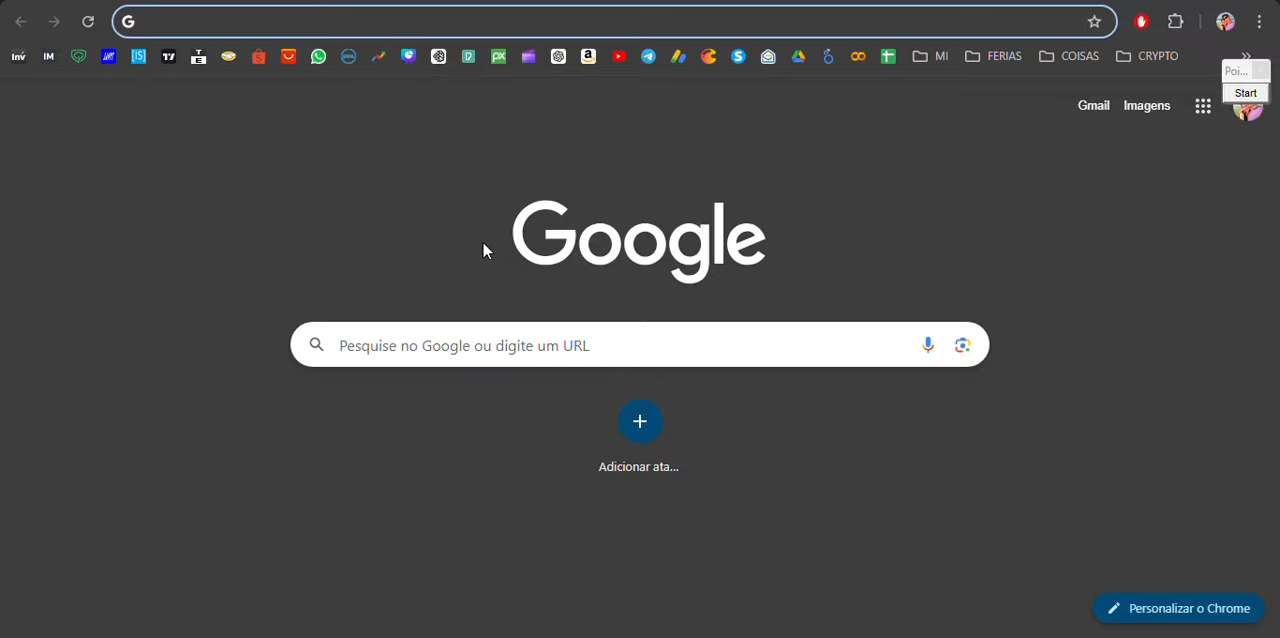 MI FERIAS COISAS CRYPTO
Poi...
Start
Gmail Imagens
Google
Pesquise no Google ou digite um URL
Adicionar ata...
Personalizar o Chrome